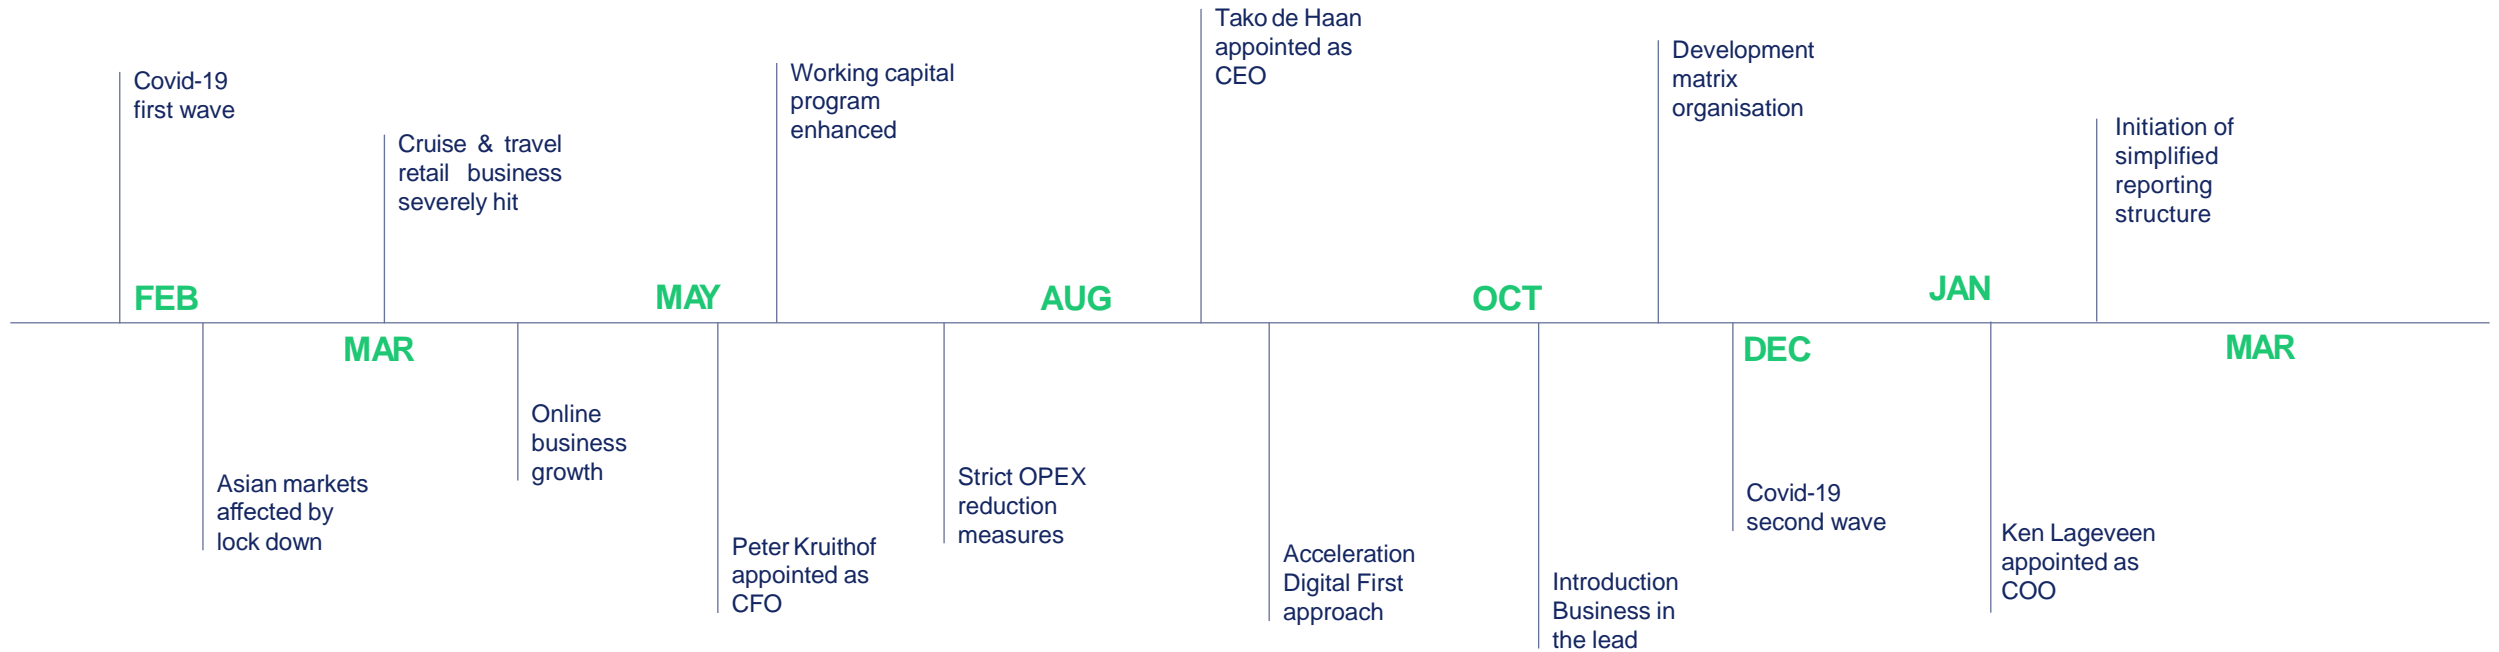 Covid-19
first wave
FEB
Asian markets
affected by
lock down
MAR
Cruise & travel
retail business
severely hit
Online
business
growth
MAY
Peter Kruithof
appointed as
CFO
Working capital
program
enhanced
Strict OPEX
reduction
measures
AUG
Tako de Haan
appointed as
CEO
Acceleration
Digital First
approach
OCT
Introduction
Business in
the lead
Development
matrix
organisation
DEC
Covid-19
second wave
JAN
Ken Lageveen
appointed as
COO
Initiation of
simplified
reporting
structure
MAR